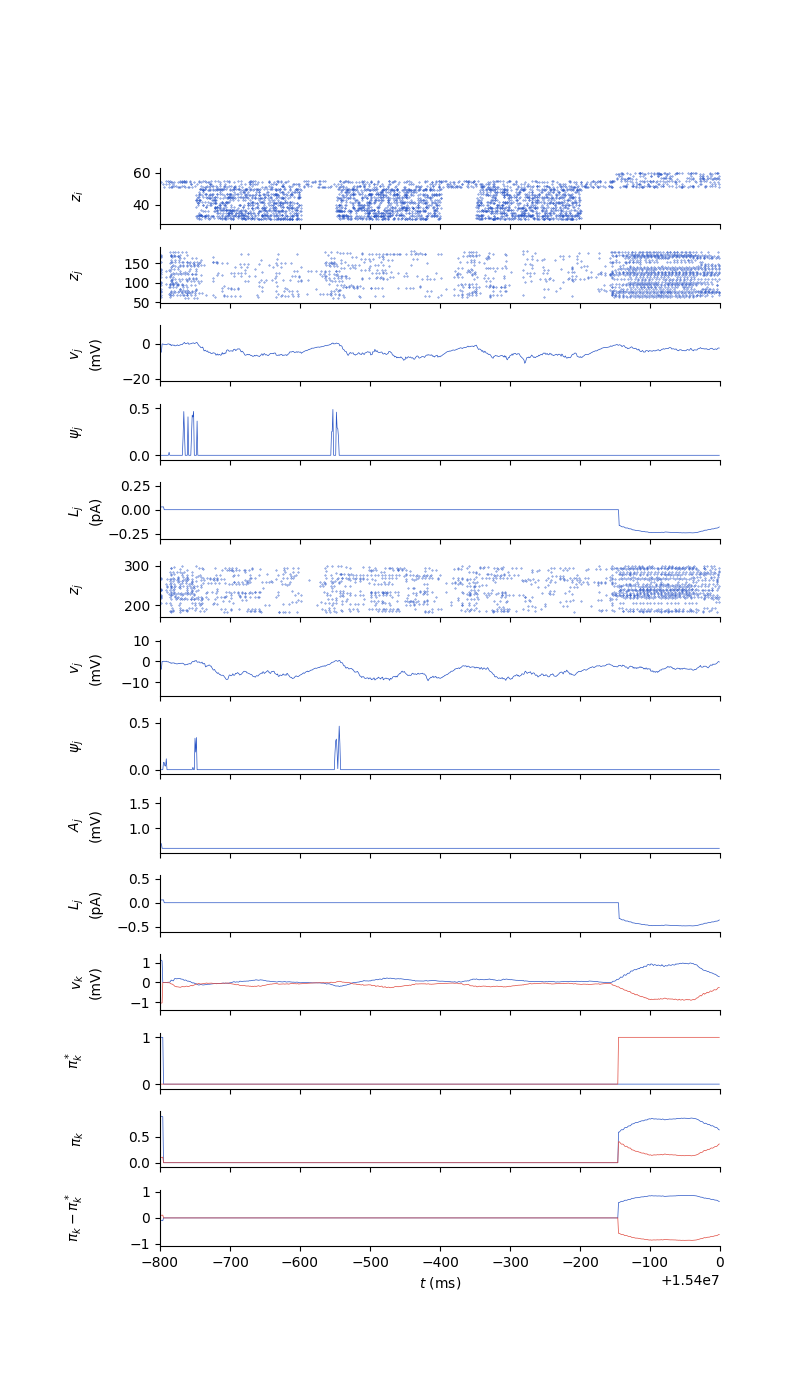 60
40
z_i
150
100
50
z_j
0
−20
v_j
(mV)
0.5
0.0
ψ_j
0.25
0.00
−0.25
L_j
(pA)
300
200
z_j
10
0
−10
v_j
(mV)
0.5
0.0
ψ_j
1.5
1.0
A_j
(mV)
0.5
0.0
−0.5
L_j
(pA)
1
0
−1
v_k
(mV)
1
0
π_k^*
0.5
0.0
π_k
1
0
−1
π_k − π_k^*
−800 −700 −600 −500 −400 −300 −200 −100 0
t (ms)
+1.54e7